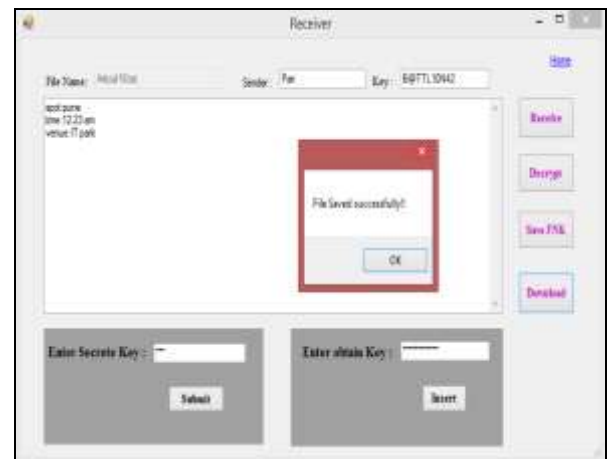 Receiver
Home
File Name: Sender: Key:
spot:pune
time 12:23 am
venue: IT park
Receive
Decrypt
Save FNK
Download
File Saved successfully!!
OK
Enter Secrete Key :
Submit
Enter obtain Key :
Insert